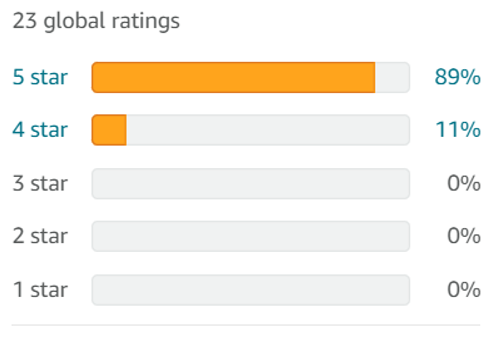 23 global ratings
5 star 89%
4 star 11%
3 star 0%
2 star 0%
1 star 0%